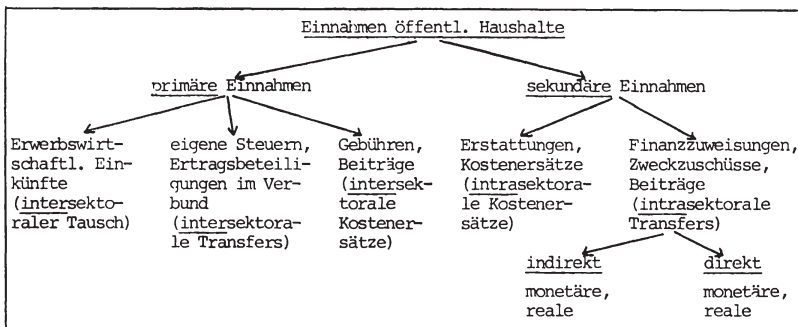 Einnahmen öffentl. Haushalte
primäre Einnahmen
sekundäre Einnahmen
Erwerbswirt-
schaftl. Ein-
künfte
(intersekto-
raler Tausch)
eigene Steuern,
Ertragsbeteili-
gungen im Ver-
bund
(intersektora-
le Transfers)
Gebühren,
Beiträge
(intersek-
torale
Kostener-
sätze)
Erstattungen,
Kostenersätze
(intrasektora-
le Kostener-
sätze)
Finanzzuweisungen,
Zweckzuschüsse,
Beiträge
(intrasektorale
Transfers)
indirekt
monetäre,
reale
direkt
monetäre,
reale